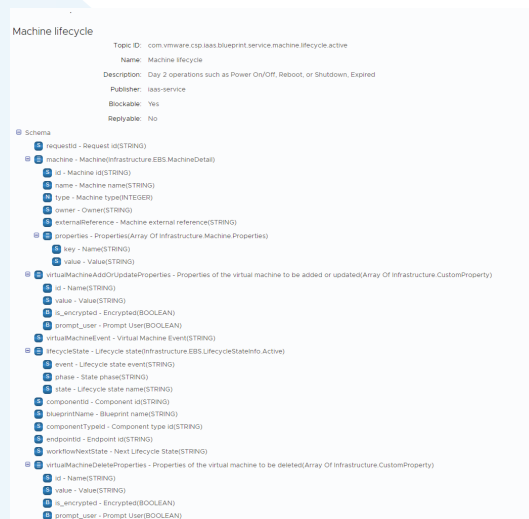 Machine lifecycle
Topic ID: com.vmware.csp.iaas.blueprint.service.machine.lifecycle.active
Name: Machine lifecycle
Description: Day 2 operations such as Power On/Off, Reboot, or Shutdown, Expired
Publisher: iaas-service
Blockable: Yes
Replyable: No
Schema
S requestId - Request id(STRING)
machine - Machine(Infrastructure.EBS.MachineDetail)
S id - Machine id(STRING)
S name - Machine name(STRING)
N type - Machine type(INTEGER)
S owner - Owner(STRING)
S externalReference - Machine external reference(STRING)
properties - Properties(Array Of Infrastructure.Machine.Properties)
S key - Name(STRING)
S value - Value(STRING)
virtualMachineAddOrUpdateProperties - Properties of the virtual machine to be added or updated(Array Of Infrastructure.CustomProperty)
S id - Name(STRING)
S value - Value(STRING)
B is_encrypted - Encrypted(BOOLEAN)
B prompt_user - Prompt User(BOOLEAN)
S virtualMachineEvent - Virtual Machine Event(STRING)
lifecycleState - Lifecycle state(Infrastructure.EBS.LifecycleStateInfo.Active)
S event - Lifecycle state event(STRING)
S phase - State phase(STRING)
S state - Lifecycle state name(STRING)
S componentId - Component id(STRING)
S blueprintName - Blueprint name(STRING)
S componentTypeId - Component type id(STRING)
S endpointId - Endpoint id(STRING)
S workflowNextState - Next Lifecycle State(STRING)
virtualMachineDeleteProperties - Properties of the virtual machine to be deleted(Array Of Infrastructure.CustomProperty)
S id - Name(STRING)
S value - Value(STRING)
B is_encrypted - Encrypted(BOOLEAN)
B prompt_user - Prompt User(BOOLEAN)